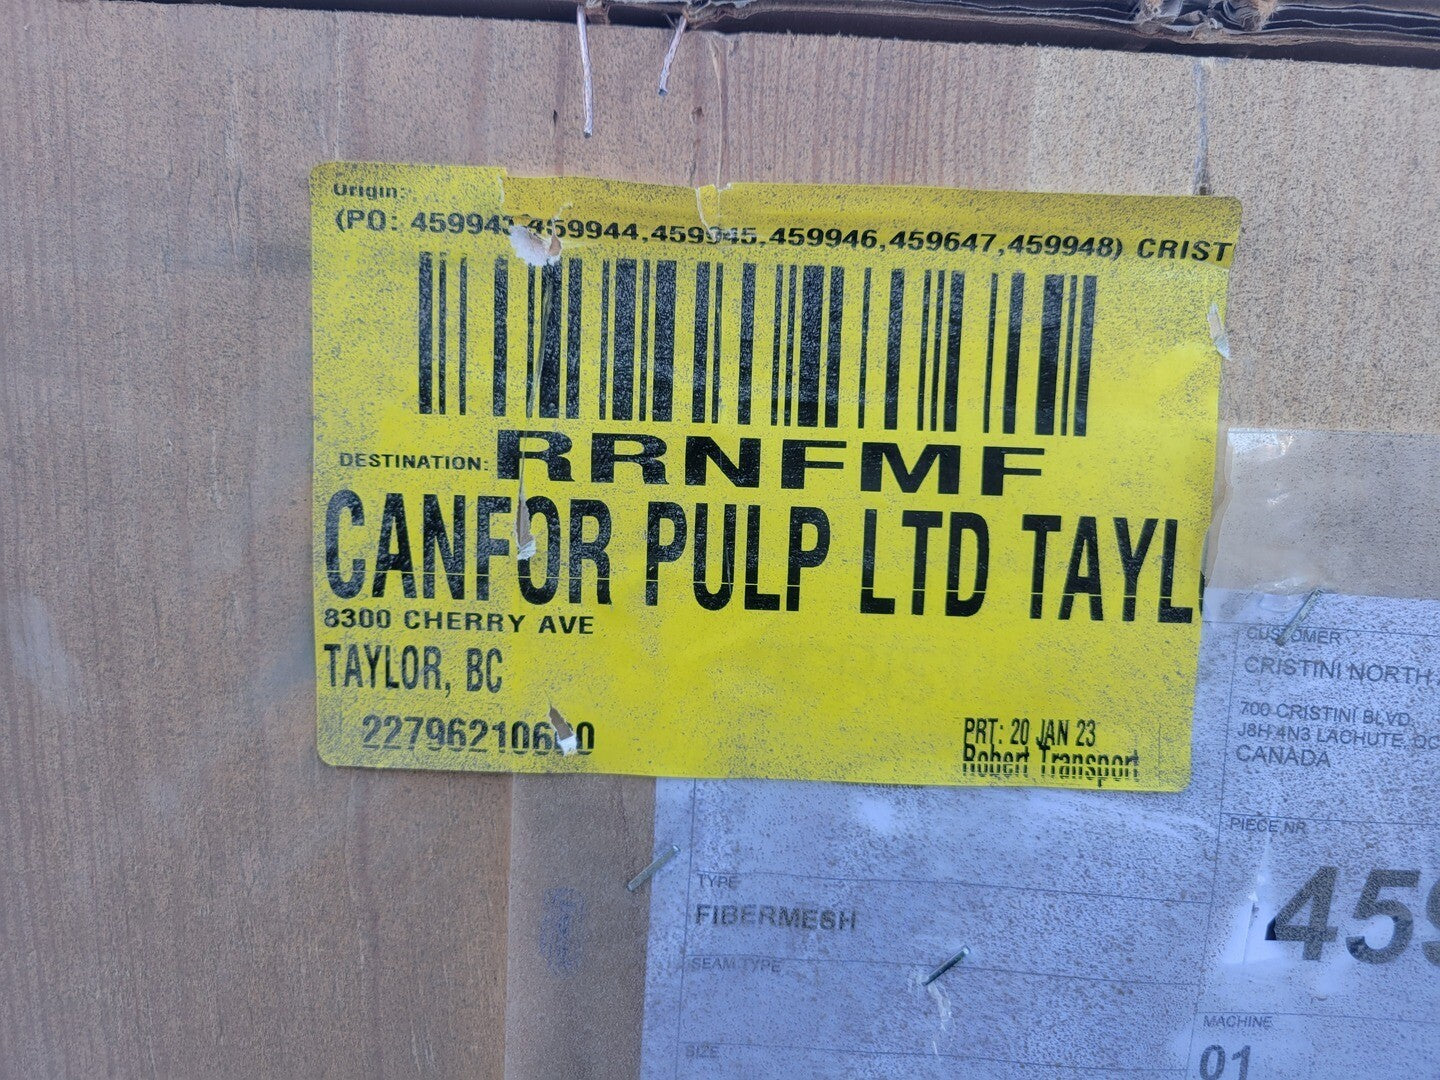 Origin:
(PO: 459943,459944,459945,459946,459647,459948) CRIST
RRNFMF
DESTINATION:
CANFOR PULP LTD TAYL
8300 CHERRY AVE
TAYLOR, BC
PRT: 20 JAN 23
Robert Transport
CUSTOMER
CRISTINI NORTH
700 CRISTINI BLVD.
J8H 4N3 LACHUTE, QC
CANADA
PIECE NR
459
TYPE
FIBERMESH
SEAM TYPE
SIZE
MACHINE
01